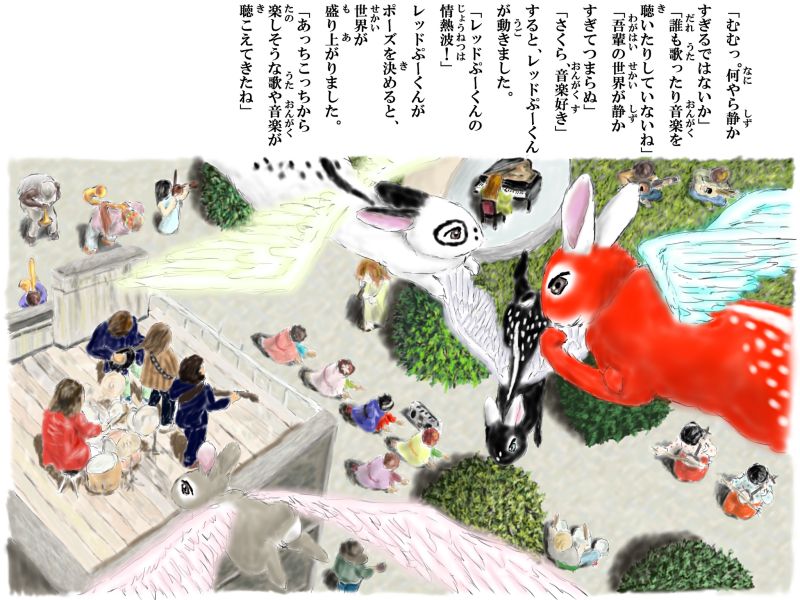 「むむっ。何やら静か
すぎるではないか」
「誰も歌ったり音楽を
聴いたりしていないね」
「吾輩の世界が静か
すぎてつまらぬ」
「さくら、音楽好き」
すると、レッドぷーくん
が動きました。
「レッドぷーくんの
情熱波！」
レッドぷーくんが
ポーズを決めると、
世界が
盛り上がりました。
「あっちこっちから
楽しそうな歌や音楽が
聴こえてきたね」